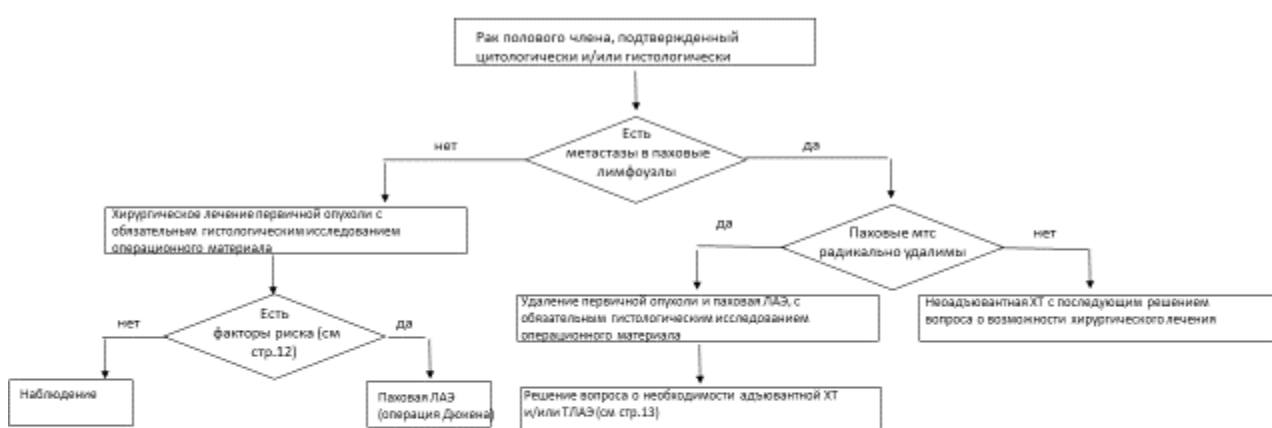 Рак полового члена, подтвержденный
цитологически и/или гистологически
Есть
метастазы в паховые
лимфоузлы
нет
да
Хирургическое лечение первичной опухоли с
обязательным гистологическим исследованием
операционного материала
да
Паховые мтс
радикально удалимы
нет
Есть
факторы риска (см
стр.12)
нет
да
Удаление первичной опухоли и паховая ЛАЭ, с
обязательным гистологическим исследованием
операционного материала
Неоадъювантная ХТ с последующим решением
вопроса о возможности хирургического лечения
Наблюдение
Паховая ЛАЭ
(операция Дюкена)
Решение вопроса о необходимости адъювантной ХТ
и/или ТЛАЭ (см стр.13)